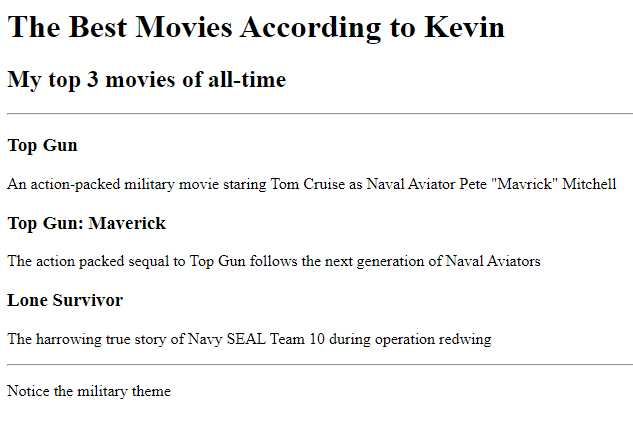 The Best Movies According to Kevin
My top 3 movies of all-time
Top Gun
An action-packed military movie staring Tom Cruise as Naval Aviator Pete "Mavrick" Mitchell
Top Gun: Maverick
The action packed sequal to Top Gun follows the next generation of Naval Aviators
Lone Survivor
The harrowing true story of Navy SEAL Team 10 during operation redwing
Notice the military theme